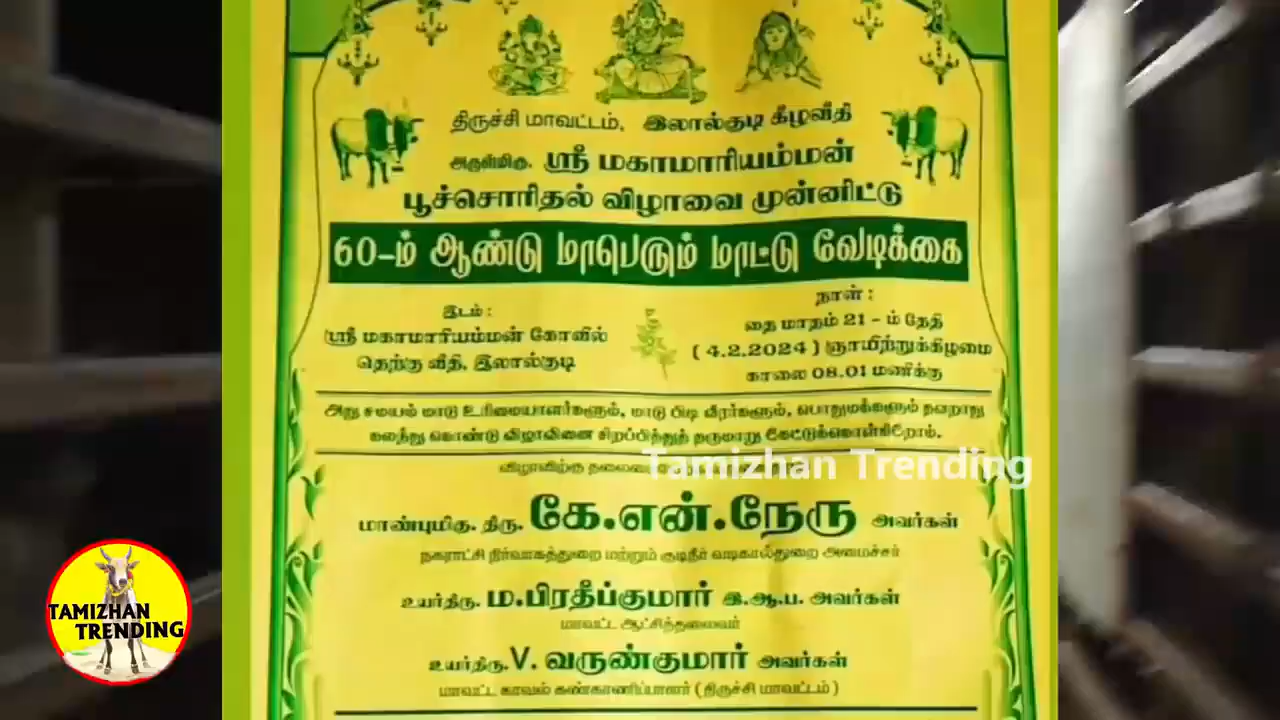 திருச்சி மாவட்டம், இலால்குடி கீழவீதி
அருள்மிகு. ஸ்ரீ மகாமாரியம்மன்
பூச்சொரிதல் விழாவை முன்னிட்டு
60-ம் ஆண்டு மாபெரும் மாட்டு வேடிக்கை
இடம் :
ஸ்ரீ மகாமாரியம்மன் கோவில்
தெற்கு வீதி, இலால்குடி
நாள் :
தை மாதம் 21 - ம் தேதி
( 4.2.2024 ) ஞாயிற்றுக்கிழமை
காலை 08.01 மணிக்கு
அது சமயம் மாடு உரிமையாளர்களும், மாடு பிடி வீரர்களும், பொதுமக்களும் தவறாது
கலந்து கொண்டு விழாவினை சிறப்பித்துத் தருமாறு கேட்டுக்கொள்கிறோம்.
விழாவிற்கு
Tamizhan Trending
மாண்புமிகு. திரு. கே.என்.நேரு அவர்கள்
நகராட்சி நிர்வாகத்துறை மற்றும் குடிநீர் வடிகால்துறை அமைச்சர்
உயர்திரு. ம.பிரதீப்குமார் இ.ஆ.ப. அவர்கள்
மாவட்ட ஆட்சித்தலைவர்
உயர்திரு. V. வருண்குமார் அவர்கள்
மாவட்ட காவல் கண்காணிப்பாளர் ( திருச்சி மாவட்டம் )
TAMIZHAN
TRENDING